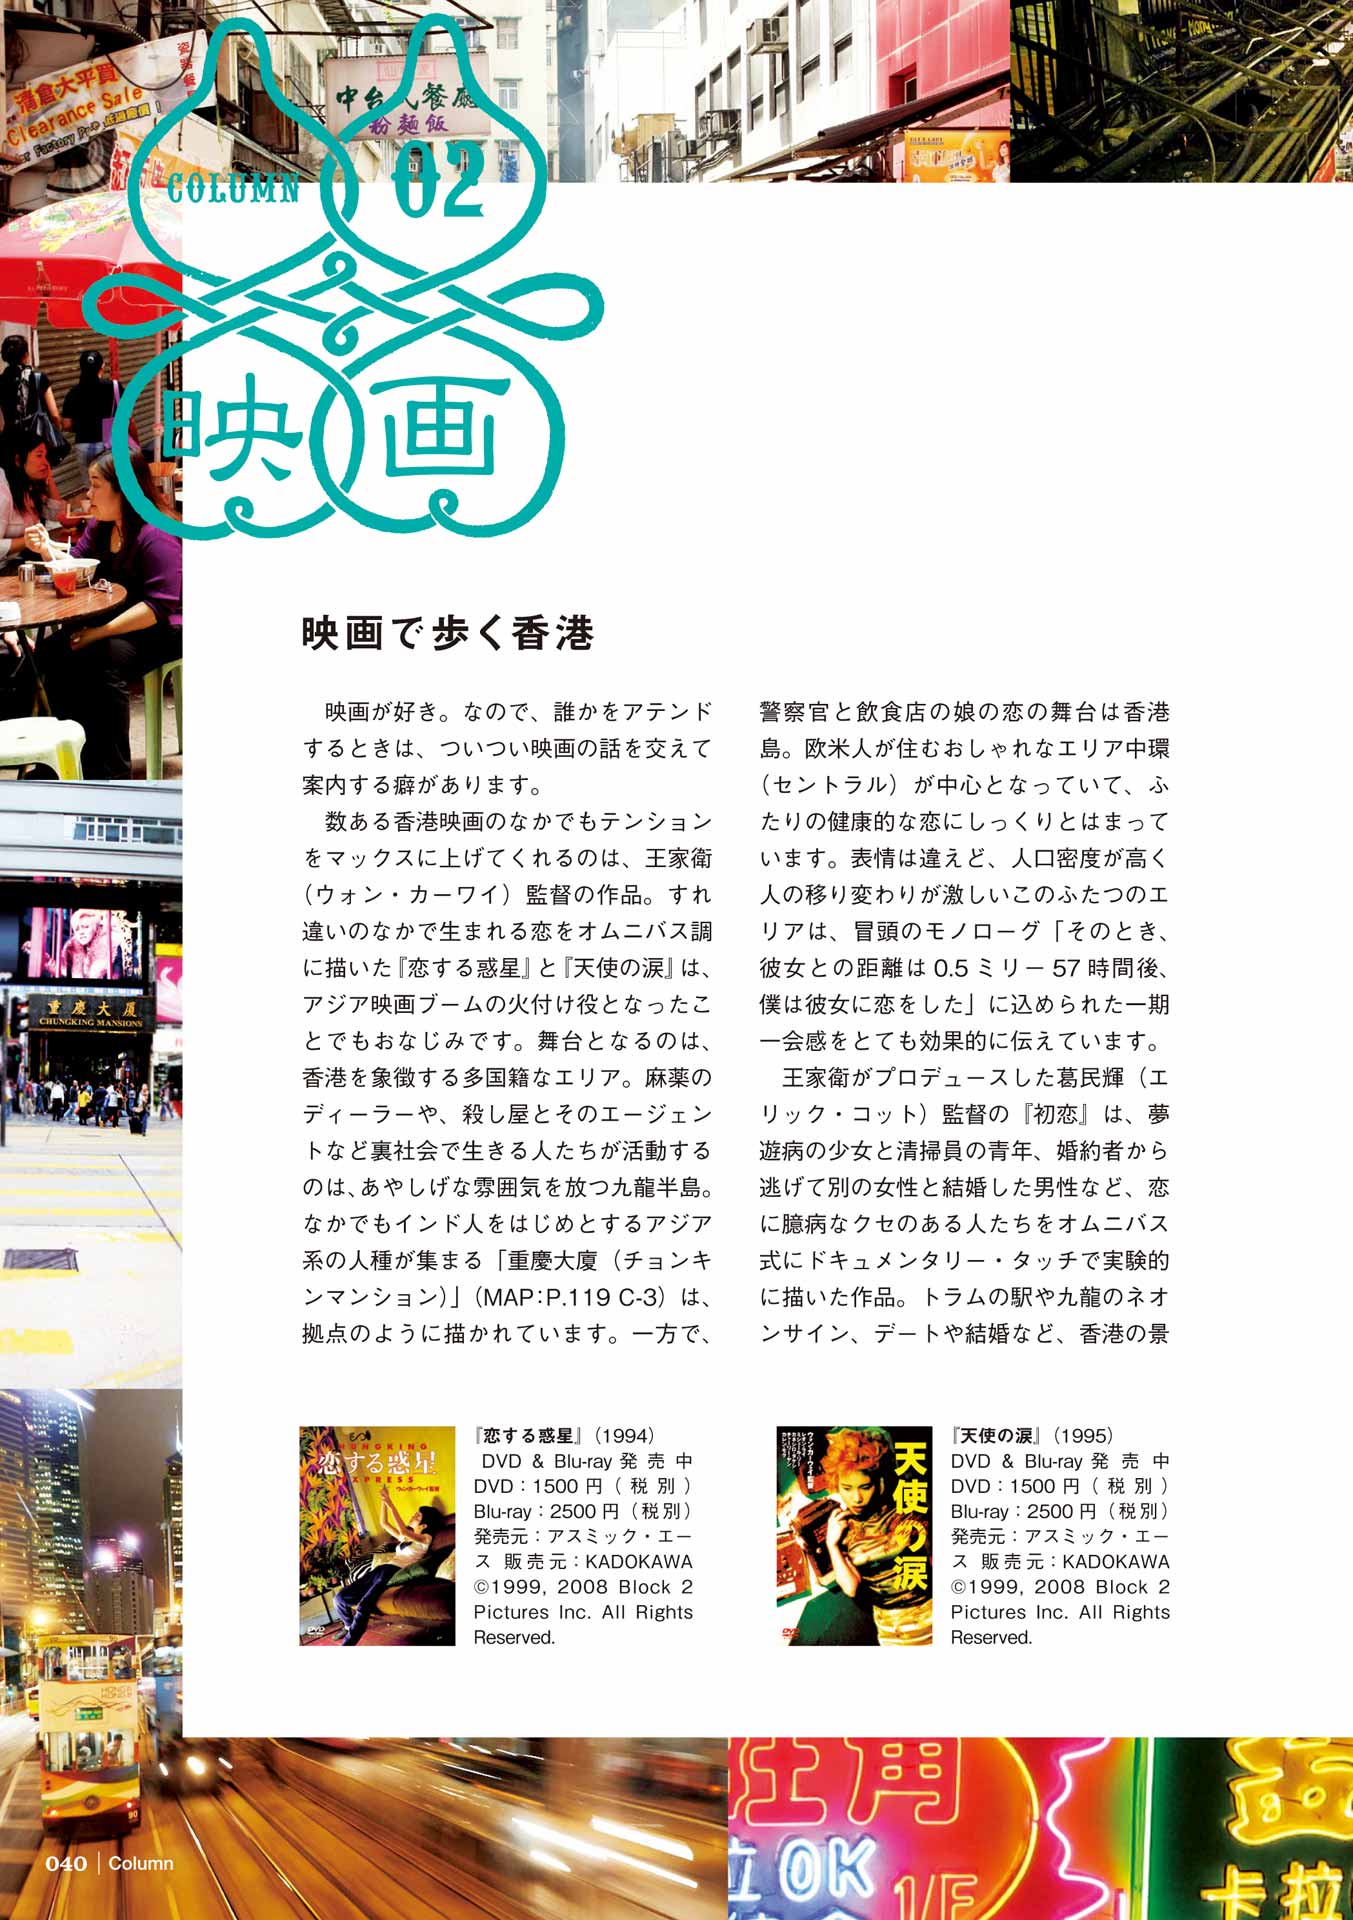 清倉大平賣
Clearance Sale
中台式餐廳
粉麵飯
COLUMN 02
映画
重慶大厦
CHUNGKING MANSIONS
映画で歩く香港
映画が好き。なので、誰かをアテンド
するときは、ついつい映画の話を交えて
案内する癖があります。
数ある香港映画のなかでもテンション
をマックスに上げてくれるのは、王家衛
（ウォン・カーワイ）監督の作品。すれ
違いのなかで生まれる恋をオムニバス調
に描いた『恋する惑星』と『天使の涙』は、
アジア映画ブームの火付け役となったこ
とでもおなじみです。舞台となるのは、
香港を象徴する多国籍なエリア。麻薬の
ディーラーや、殺し屋とそのエージェン
トなど裏社会で生きる人たちが活動する
のは、あやしげな雰囲気を放つ九龍半島。
なかでもインド人をはじめとするアジア
系の人種が集まる「重慶大廈（チョンキ
ンマンション）」（MAP：P.119 C-3）は、
拠点のように描かれています。一方で、
警察官と飲食店の娘の恋の舞台は香港
島。欧米人が住むおしゃれなエリア中環
（セントラル）が中心となっていて、ふ
たりの健康的な恋にしっくりとはまって
います。表情は違えど、人口密度が高く
人の移り変わりが激しいこのふたつのエ
リアは、冒頭のモノローグ「そのとき、
彼女との距離は 0.5 ミリ― 57 時間後、
僕は彼女に恋をした」に込められた一期
一会感をとても効果的に伝えています。
王家衛がプロデュースした葛民輝（エ
リック・コット）監督の『初恋』は、夢
遊病の少女と清掃員の青年、婚約者から
逃げて別の女性と結婚した男性など、恋
に臆病なクセのある人たちをオムニバス
式にドキュメンタリー・タッチで実験的
に描いた作品。トラムの駅や九龍のネオ
ンサイン、デートや結婚など、香港の景
CHUNGKING
恋する惑星
EXPRESS
ウォン・カーウァイ監督
DVD
『恋する惑星』（1994）
DVD & Blu-ray 発売中
DVD：1500 円（税別）
Blu-ray：2500 円（税別）
発売元：アスミック・エー
ス 販売元：KADOKAWA
©1999, 2008 Block 2
Pictures Inc. All Rights
Reserved.
天使の涙
ウォン・カーウァイ監督
DVD
『天使の涙』（1995）
DVD & Blu-ray 発売中
DVD：1500 円（税別）
Blu-ray：2500 円（税別）
発売元：アスミック・エー
ス 販売元：KADOKAWA
©1999, 2008 Block 2
Pictures Inc. All Rights
Reserved.
90
旺角
拉OK
1/F
卡拉
040 | Column